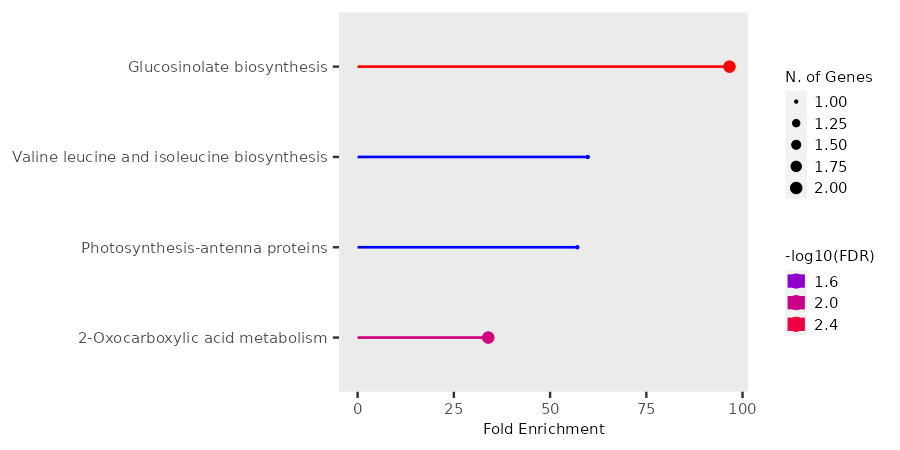 Glucosinolate biosynthesis
Valine leucine and isoleucine biosynthesis
Photosynthesis-antenna proteins
2-Oxocarboxylic acid metabolism
0 25 50 75 100
Fold Enrichment
N. of Genes
1.00
1.25
1.50
1.75
2.00
-log10(FDR)
1.6
2.0
2.4